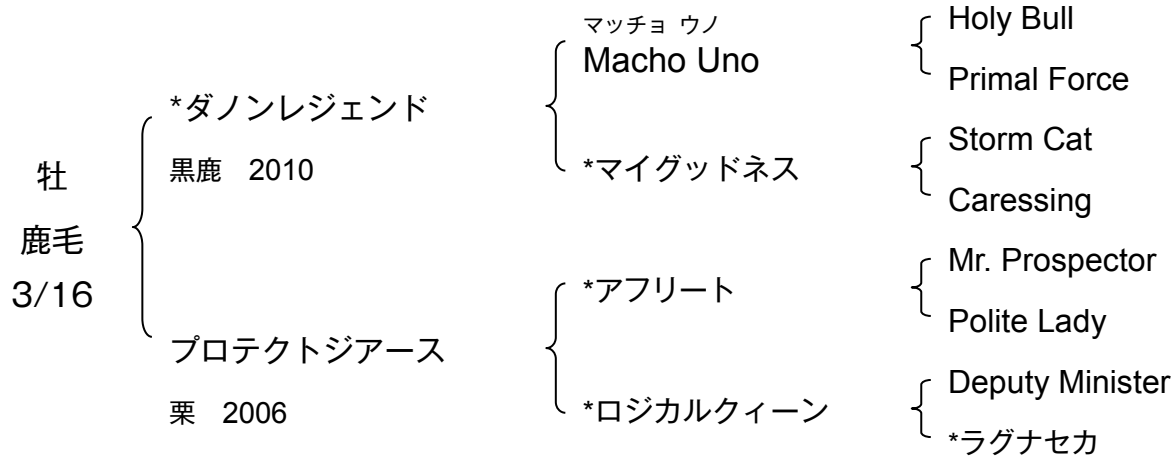 牡
鹿毛
3/16
*ダノンレジェンド
黒鹿 2010
プロテクトジアース
栗 2006
マッチョ ウノ
Macho Uno
*マイグッドネス
*アフリート
*ロジカルクィーン
Holy Bull
Primal Force
Storm Cat
Caressing
Mr. Prospector
Polite Lady
Deputy Minister
*ラグナセカ